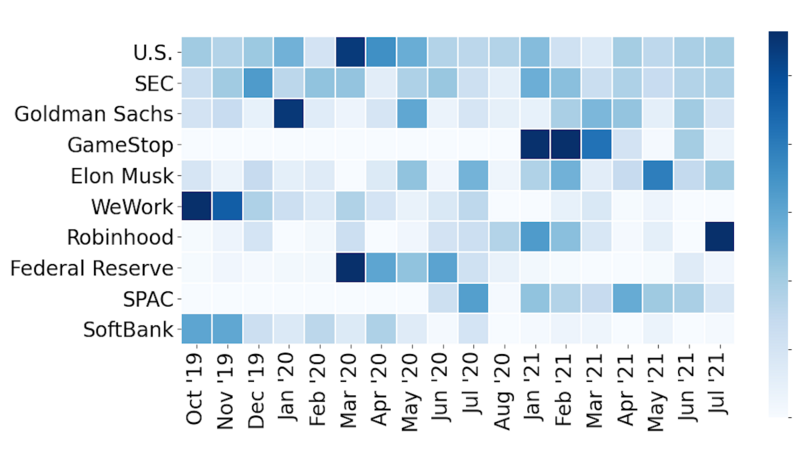 U.S.
SEC
Goldman Sachs
GameStop
Elon Musk
WeWork
Robinhood
Federal Reserve
SPAC
SoftBank
Oct '19
Nov '19
Dec '19
Jan '20
Feb '20
Mar '20
Apr '20
May '20
Jun '20
Jul '20
Aug '20
Jan '21
Feb '21
Mar '21
Apr '21
May '21
Jun '21
Jul '21